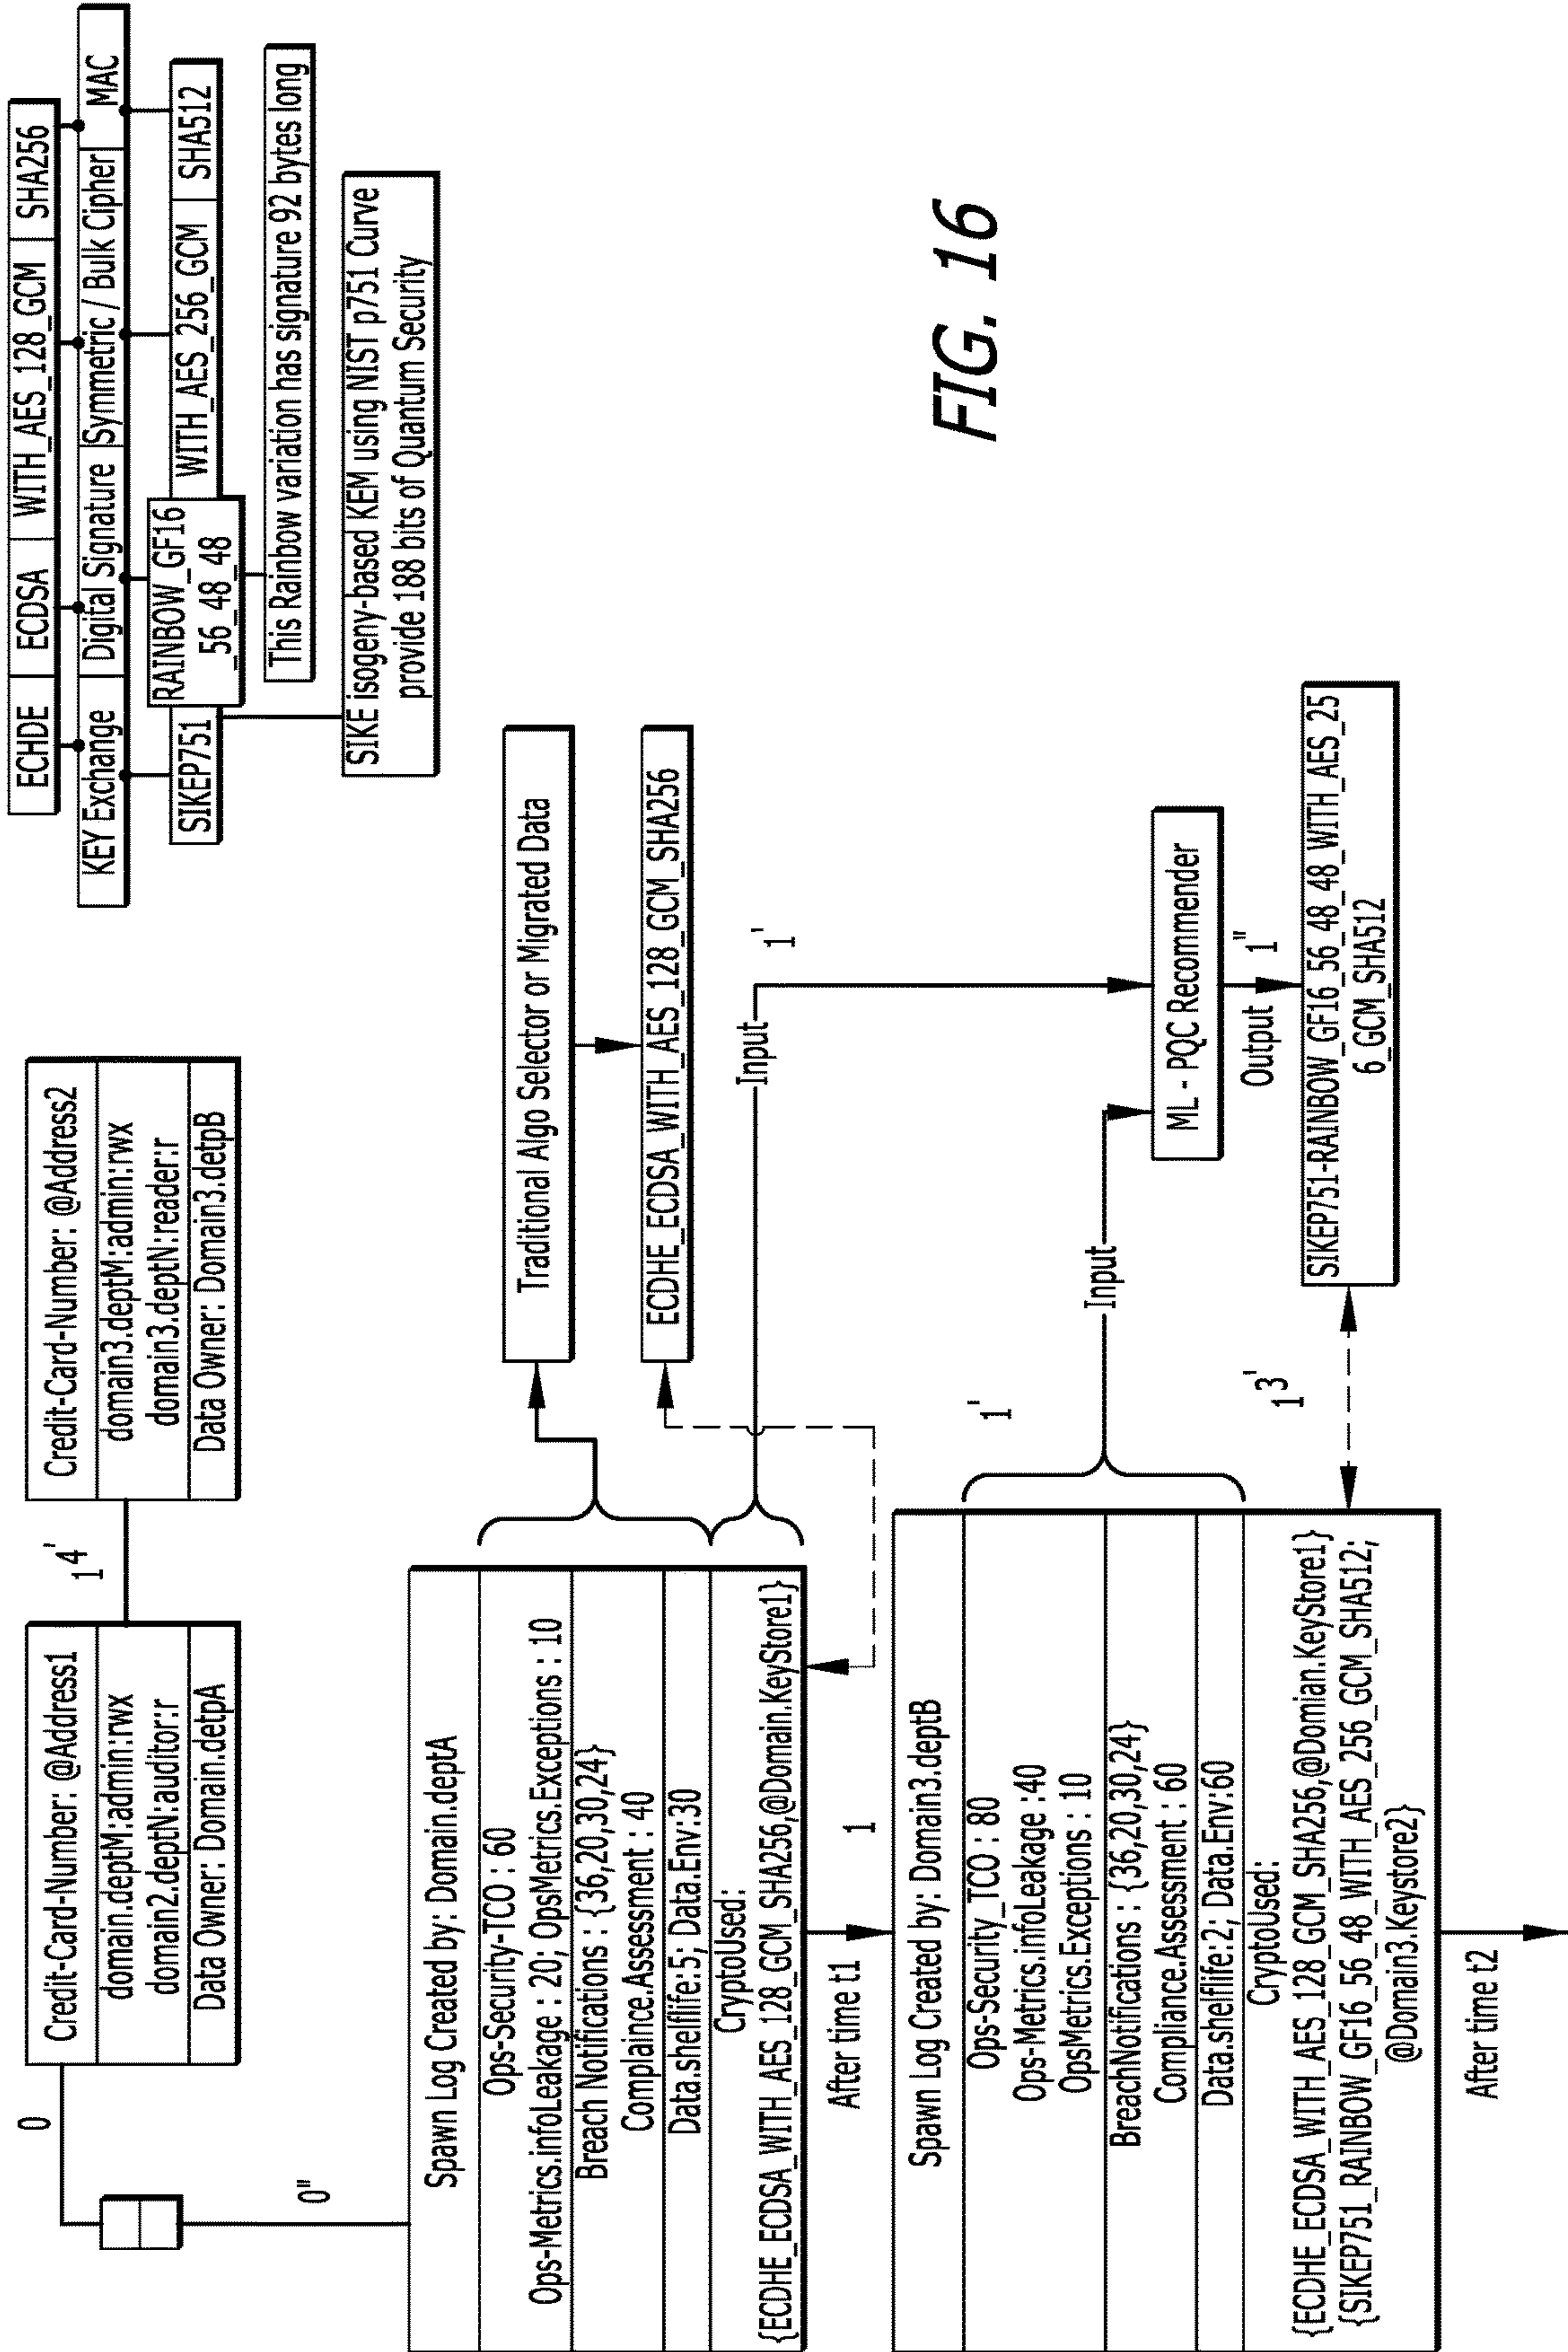 0
Credit-Card-Number: @Address1
domain.deptM:admin:rwx
domain2.deptN:auditor:r
Data Owner: Domain.detpA
1 4'
Credit-Card-Number: @Address2
domain3.deptM:admin:rwx
domain3.deptN:reader:r
Data Owner: Domain3.detpB
ECHDE ECDSA WITH_AES_128_GCM SHA256
KEY Exchange Digital Signature Symmetric / Bulk Cipher MAC
SIKEP751 RAINBOW_GF16 WITH_AES_256_GCM SHA512
_56_48_48
This Rainbow variation has signature 92 bytes long
SIKE isogeny-based KEM using NIST p751 Curve
provide 188 bits of Quantum Security
0"
Spawn Log Created by: Domain.deptA
Ops-Security-TCO : 60
Ops-Metrics.infoLeakage : 20; OpsMetrics.Exceptions : 10
Breach Notifications : {36,20,30,24}
Complaince.Assessment : 40
Data.shelflife:5; Data.Env:30
CryptoUsed:
{ECDHE_ECDSA_WITH_AES_128_GCM_SHA256,@Domain.KeyStore1}
Traditional Algo Selector or Migrated Data
ECDHE_ECDSA_WITH_AES_128_GCM_SHA256
Input
1'
After time t1
1
Spawn Log Created by: Domain3.deptB
Ops-Security_TCO : 80
Ops-Metrics.infoLeakage :40
OpsMetrics.Exceptions : 10
BreachNotifications : {36,20,30,24}
Compliance.Assessment : 60
Data.shelflife:2; Data.Env:60
CryptoUsed:
{ECDHE_ECDSA_WITH_AES_128_GCM_SHA256,@Domian.KeyStore1}
{SIKEP751_RAINBOW_GF16_56_48_WITH_AES_256_GCM_SHA512;
@Domain3.Keystore2}
1'
Input
ML - PQC Recommender
Output
1"
1 3'
SIKEP751-RAINBOW_GF16_56_48_48_WITH_AES_25
6_GCM_SHA512
After time t2
FIG. 16